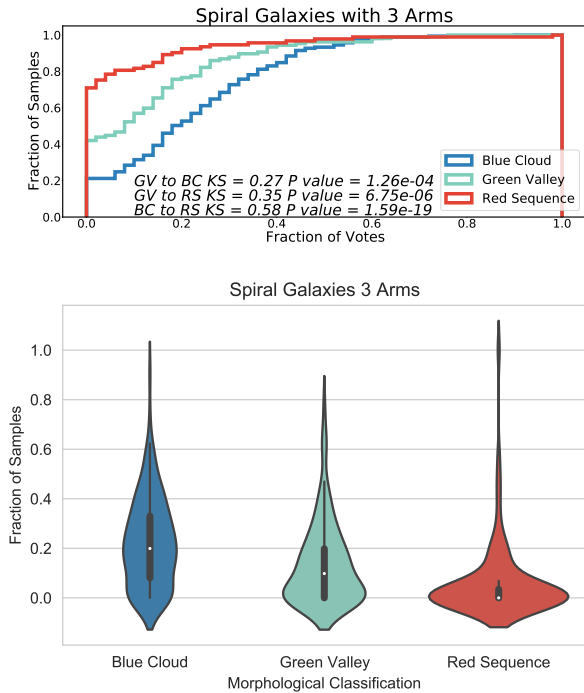 Spiral Galaxies with 3 Arms
Fraction of Samples
1.0
0.8
0.6
0.4
0.2
0.0
GV to BC KS = 0.27 P value = 1.26e-04
GV to RS KS = 0.35 P value = 6.75e-06
BC to RS KS = 0.58 P value = 1.59e-19
Blue Cloud
Green Valley
Red Sequence
0.0 0.2 0.4 0.6 0.8 1.0
Fraction of Votes
Spiral Galaxies 3 Arms
Fraction of Samples
1.0
0.8
0.6
0.4
0.2
0.0
Blue Cloud Green Valley Red Sequence
Morphological Classification